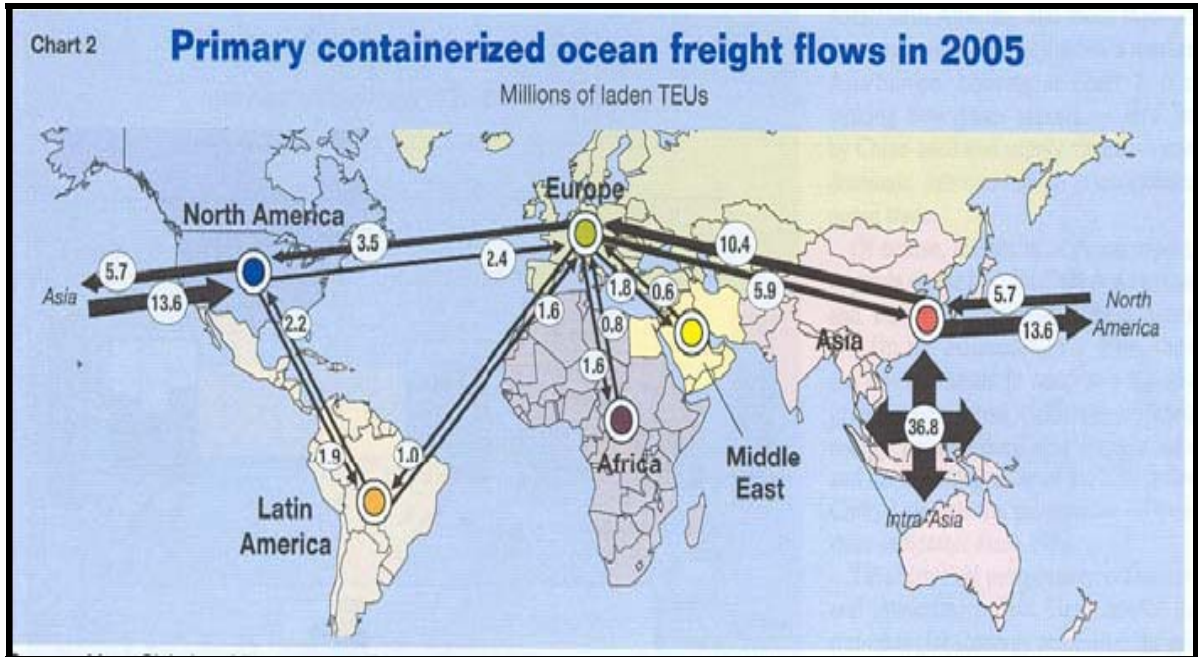 Chart 2
Primary containerized ocean freight flows in 2005
Millions of laden TEUs
Europe
North America
3.5
10.4
2.4
5.7
5.7
Asia
13.6
1.8
0.6
5.9
North
America
13.6
2.2
1.6
0.8
Asia
1.6
36.8
1.9
1.0
Africa
Middle
East
Latin
America
Intra-Asia